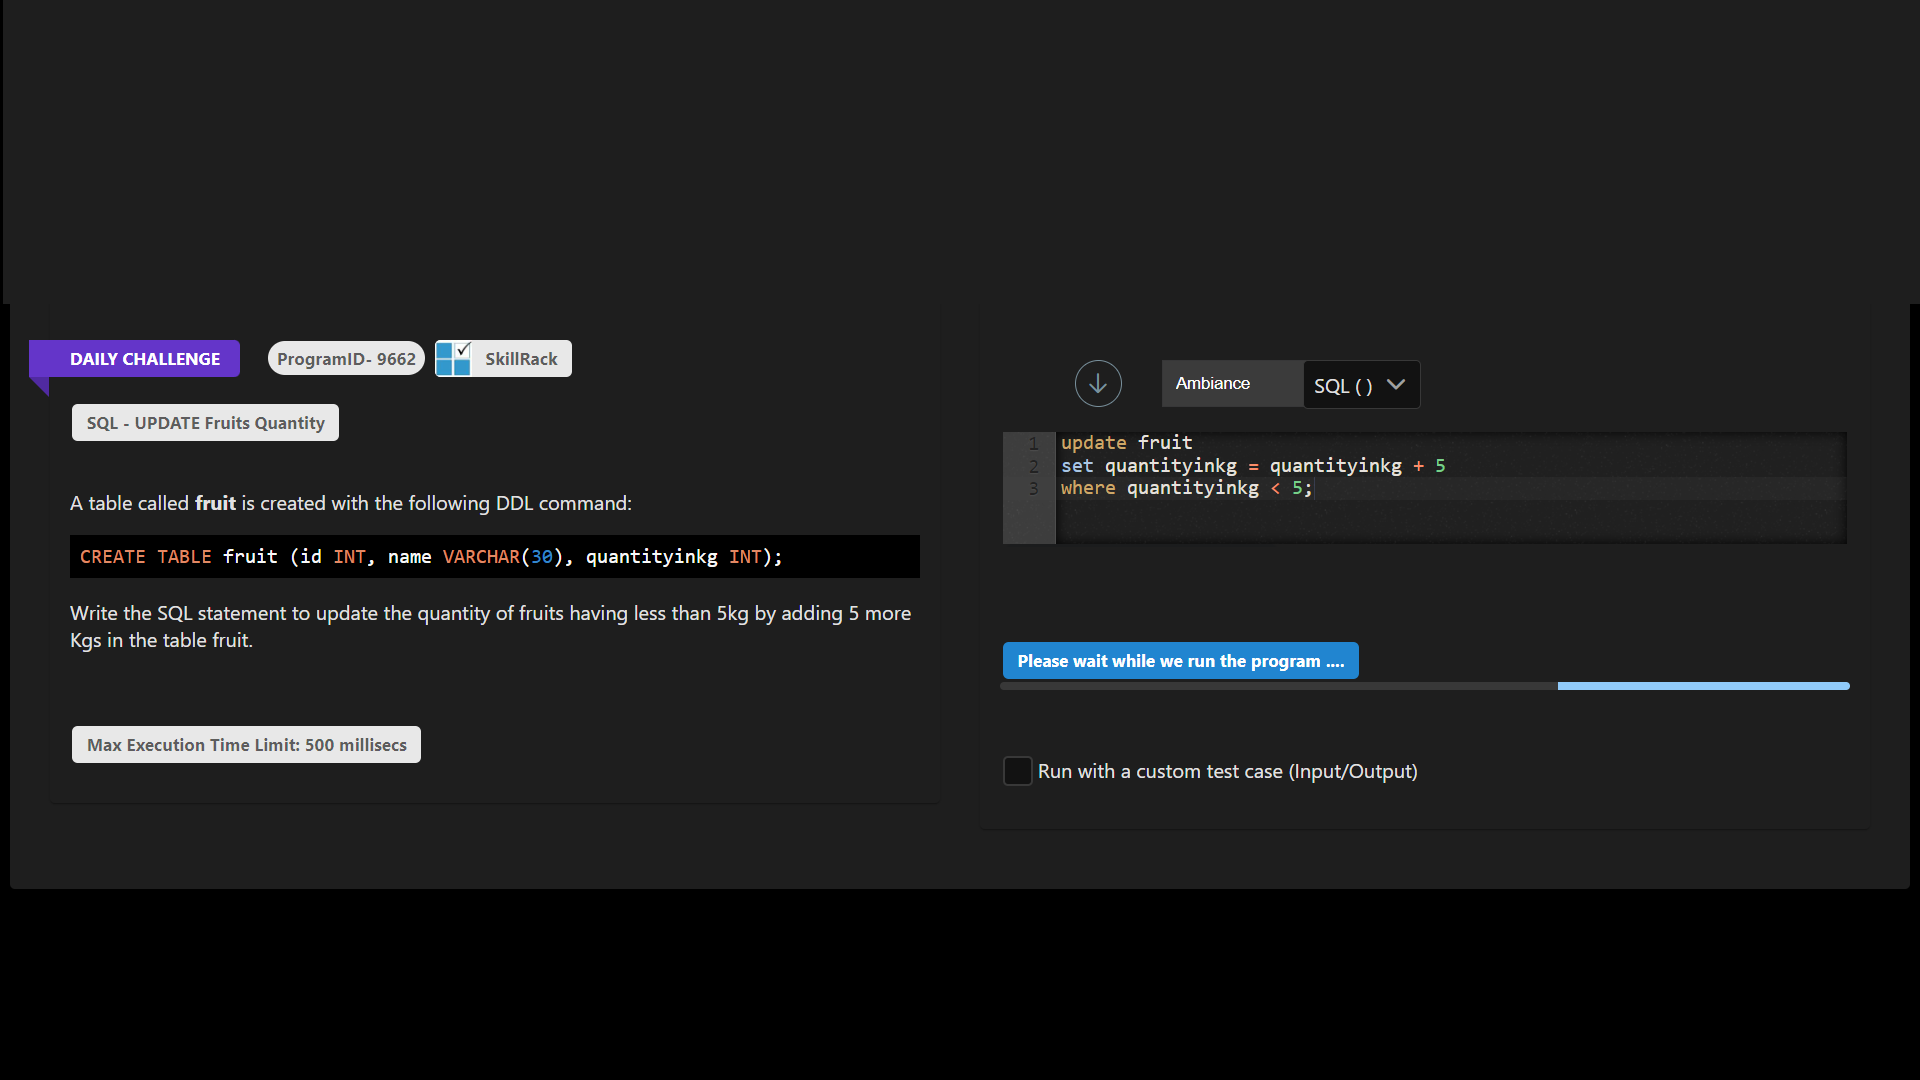 DAILY CHALLENGE
ProgramID- 9662
SkillRack
SQL - UPDATE Fruits Quantity
A table called fruit is created with the following DDL command:
CREATE TABLE fruit (id INT, name VARCHAR(30), quantityinkg INT);
Write the SQL statement to update the quantity of fruits having less than 5kg by adding 5 more
Kgs in the table fruit.
Max Execution Time Limit: 500 millisecs
Ambiance
SQL ( )
1 update fruit
2 set quantityinkg = quantityinkg + 5
3 where quantityinkg < 5;
Please wait while we run the program ....
Run with a custom test case (Input/Output)